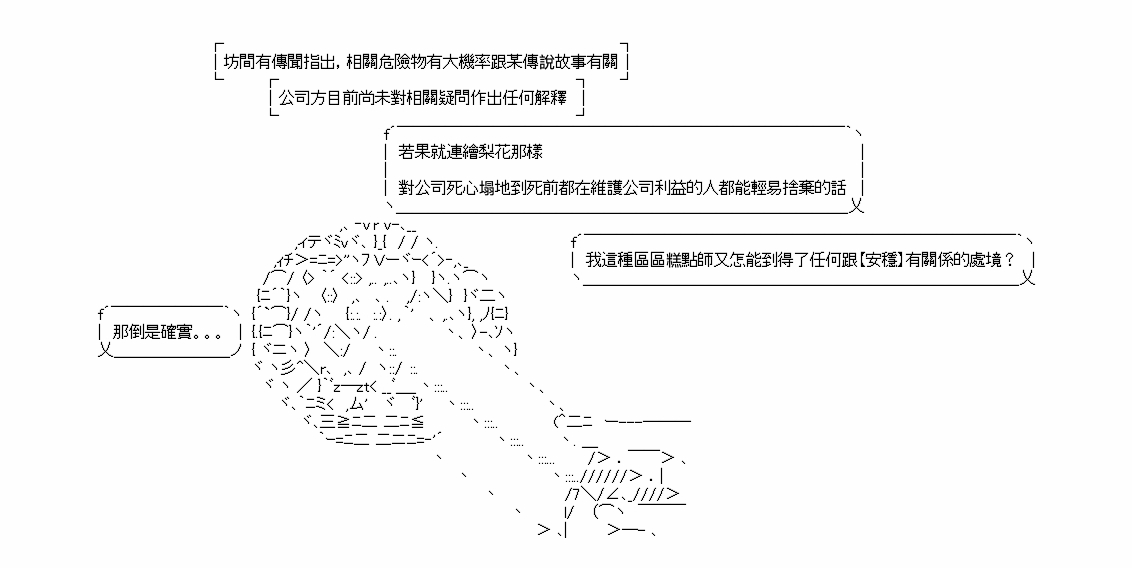 坊間有傳聞指出，相關危險物有大機率跟某傳說故事有關
公司方目前尚未對相關疑問作出任何解釋
若果就連繪梨花那樣
對公司死心塌地到死前都在維護公司利益的人都能輕易捨棄的話
我這種區區糕點師又怎能到得了任何跟【安穩】有關係的處境？
那倒是確實。。。